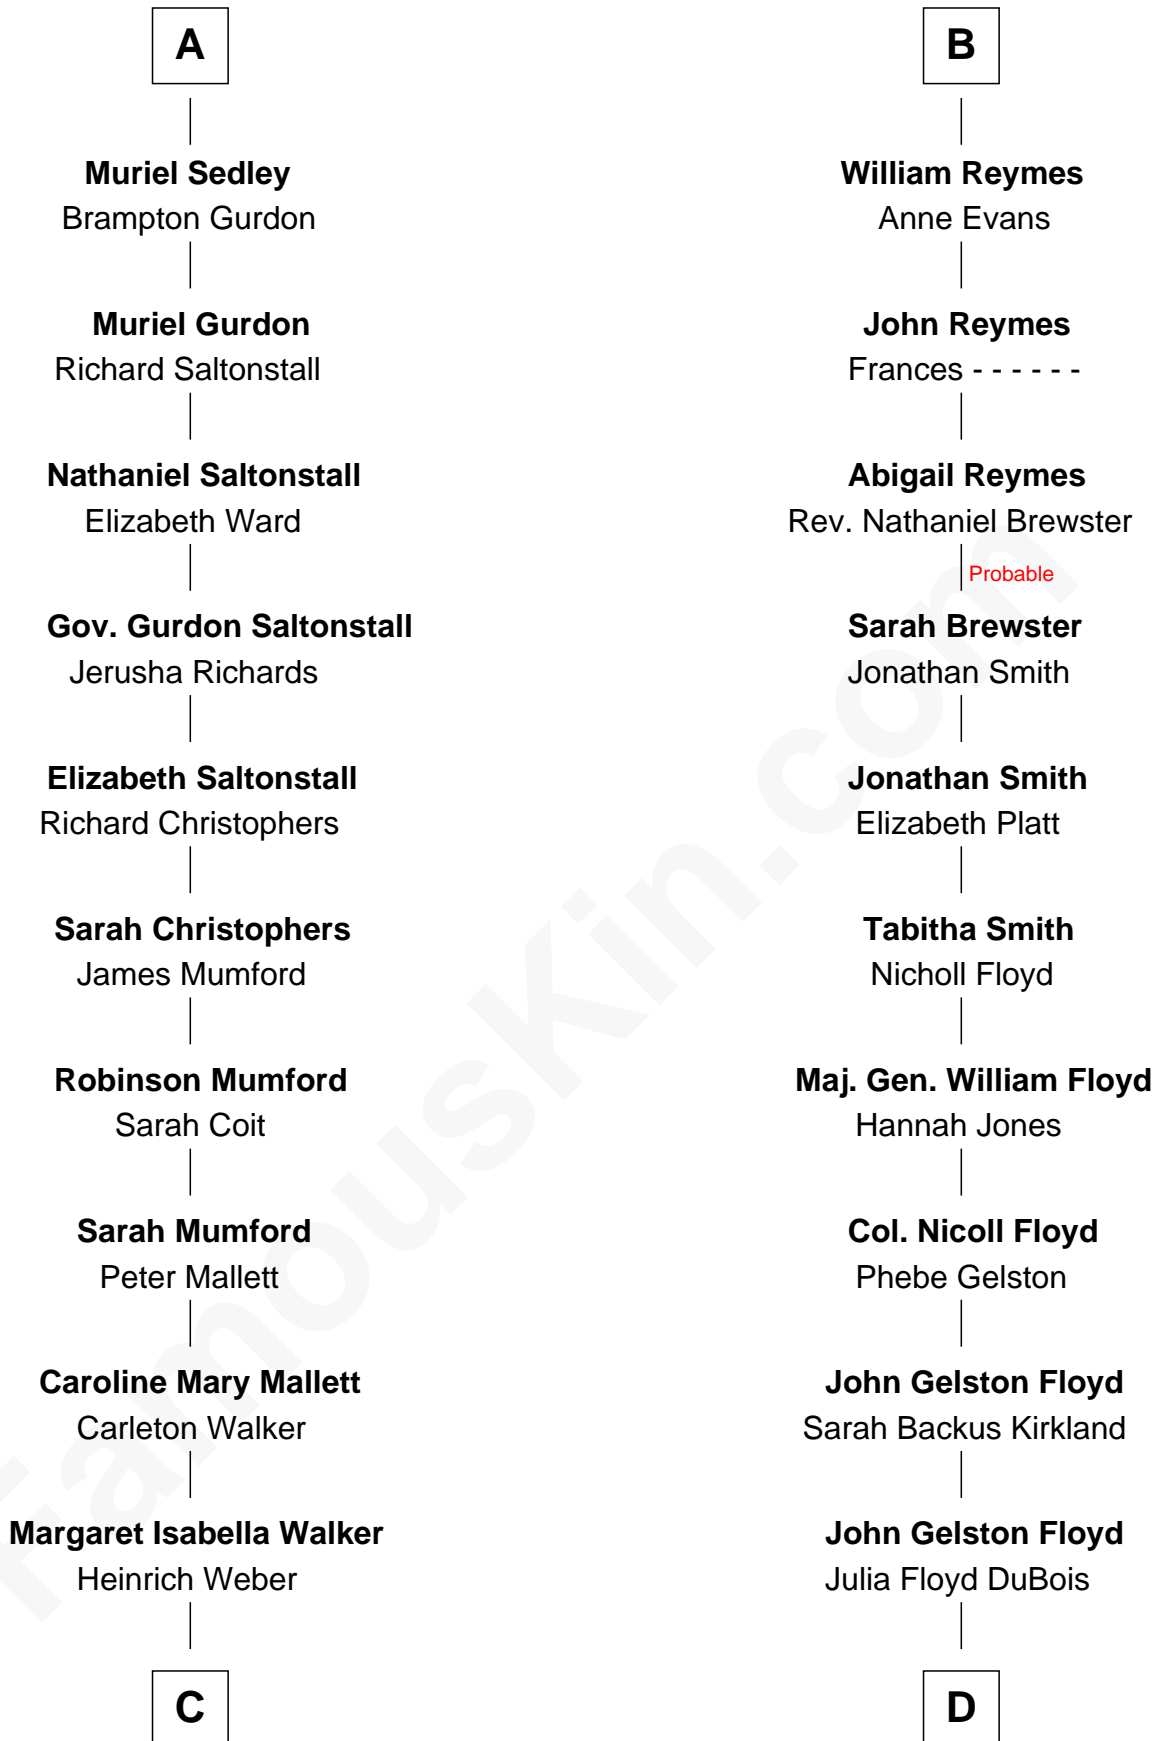 A
Muriel Sedley
Brampton Gurdon
Muriel Gurdon
Richard Saltonstall
Nathaniel Saltonstall
Elizabeth Ward
Gov. Gurdon Saltonstall
Jerusha Richards
Elizabeth Saltonstall
Richard Christophers
Sarah Christophers
James Mumford
Robinson Mumford
Sarah Coit
Sarah Mumford
Peter Mallett
Caroline Mary Mallett
Carleton Walker
Margaret Isabella Walker
Heinrich Weber
C
B
William Reymes
Anne Evans
John Reymes
Frances - - - - - -
Abigail Reymes
Rev. Nathaniel Brewster
Probable
Sarah Brewster
Jonathan Smith
Jonathan Smith
Elizabeth Platt
Tabitha Smith
Nicholl Floyd
Maj. Gen. William Floyd
Hannah Jones
Col. Nicoll Floyd
Phebe Gelston
John Gelston Floyd
Sarah Backus Kirkland
John Gelston Floyd
Julia Floyd DuBois
D
FamousKin.com